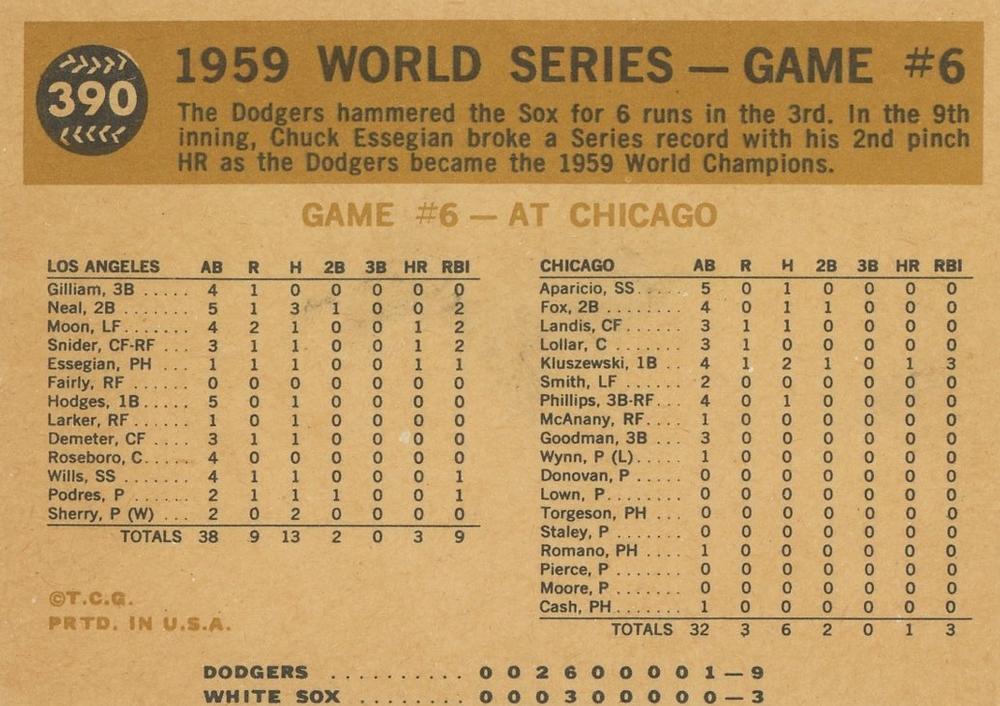 390
1959 WORLD SERIES — GAME #6
The Dodgers hammered the Sox for 6 runs in the 3rd. In the 9th
inning, Chuck Essegian broke a Series record with his 2nd pinch
HR as the Dodgers became the 1959 World Champions.
GAME #6 — AT CHICAGO
LOS ANGELES AB R H 2B 3B HR RBI
Gilliam, 3B ..... 4 1 0 0 0 0 0
Neal, 2B ........ 5 1 3 1 0 0 2
Moon, LF........ 4 2 1 0 0 1 2
Snider, CF-RF ... 3 1 1 0 0 1 2
Essegian, PH .... 1 1 1 0 0 1 1
Fairly, RF ....... 0 0 0 0 0 0 0
Hodges, 1B..... 5 0 1 0 0 0 0
Larker, RF ...... 1 0 1 0 0 0 0
Demeter, CF .... 3 1 1 0 0 0 0
Roseboro, C..... 4 0 0 0 0 0 0
Wills, SS ........ 4 1 1 0 0 0 1
Podres, P ....... 2 1 1 1 0 0 1
Sherry, P (W) ... 2 0 2 0 0 0 0
TOTALS 38 9 13 2 0 3 9
©T.C.G.
PRTD. IN U.S.A.
CHICAGO AB R H 2B 3B HR RBI
Aparicio, SS..... 5 0 1 0 0 0 0
Fox, 2B ......... 4 0 1 1 0 0 0
Landis, CF ...... 3 1 1 0 0 0 0
Lollar, C ........ 3 1 0 0 0 0 0
Kluszewski, 1B .. 4 1 2 1 0 1 3
Smith, LF ....... 2 0 0 0 0 0 0
Phillips, 3B-RF... 4 0 1 0 0 0 0
McAnany, RF.... 1 0 0 0 0 0 0
Goodman, 3B ... 3 0 0 0 0 0 0
Wynn, P (L)..... 1 0 0 0 0 0 0
Donovan, P ..... 0 0 0 0 0 0 0
Lown, P......... 0 0 0 0 0 0 0
Torgeson, PH ... 0 0 0 0 0 0 0
Staley, P ....... 0 0 0 0 0 0 0
Romano, PH .... 1 0 0 0 0 0 0
Pierce, P ....... 0 0 0 0 0 0 0
Moore, P ....... 0 0 0 0 0 0 0
Cash, PH........ 1 0 0 0 0 0 0
TOTALS 32 3 6 2 0 1 3
DODGERS .......... 0 0 2 6 0 0 0 0 1 — 9
WHITE SOX ........ 0 0 0 3 0 0 0 0 0 — 3